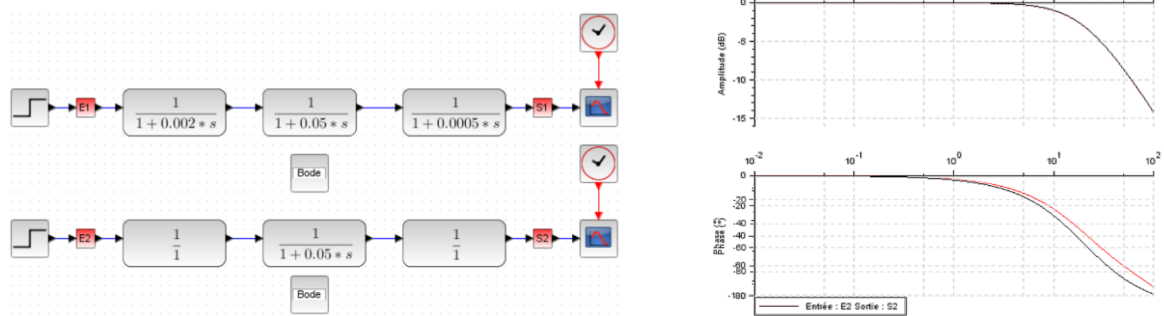 E1
1
1+0.002*s
1
1+0.05*s
1
1+0.0005*s
S1
Bode
E2
1
1
1
1+0.05*s
1
1
S2
Bode
Amplitude (dB)
0
-5
-10
-15
10-2
10-1
100
101
102
Phase (°)
0
-20
-40
-60
-80
-100
Entrée : E2 Sortie : S2